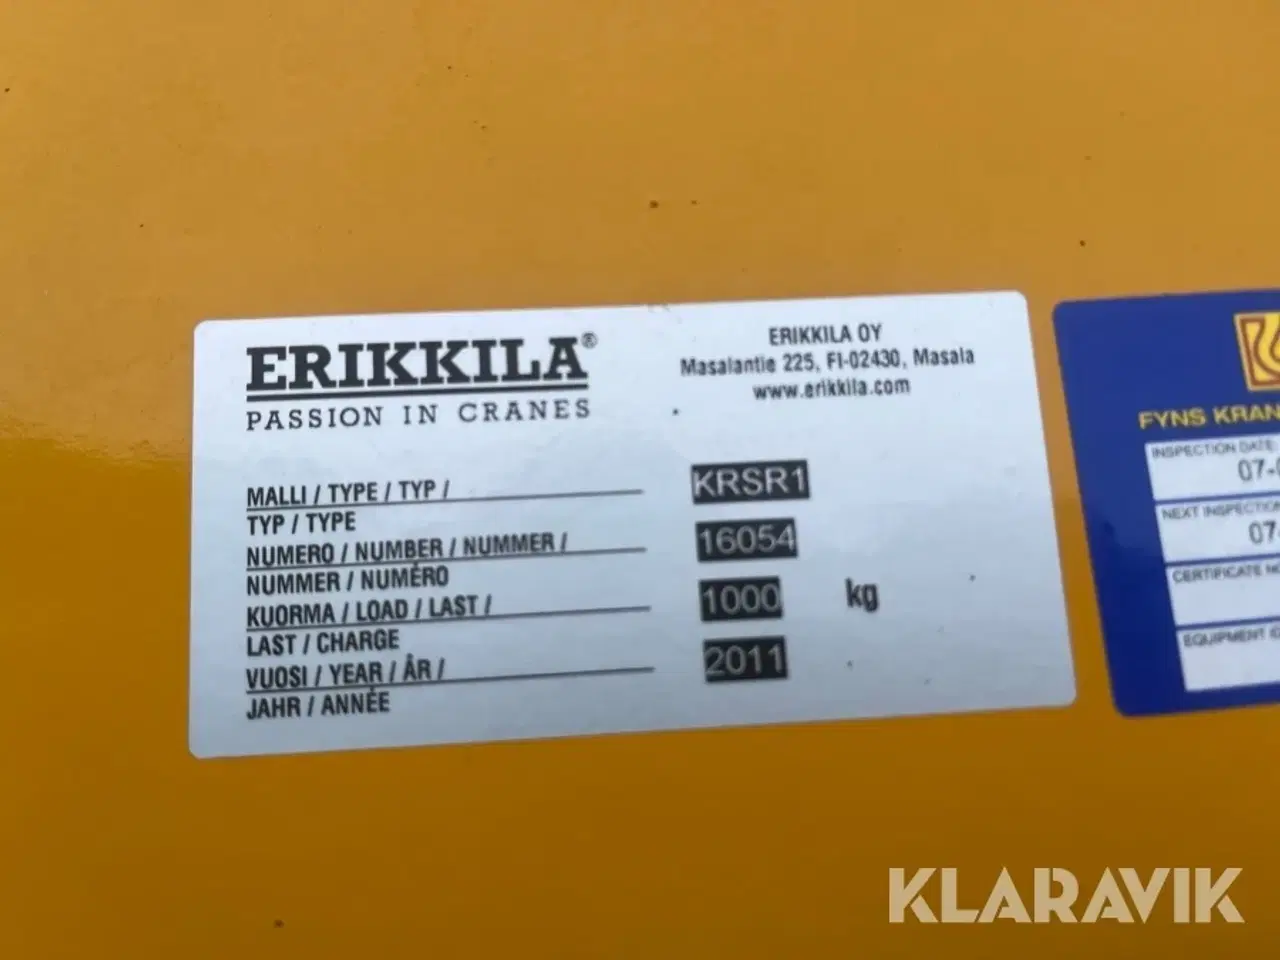 ERIKKILA®
PASSION IN CRANES
ERIKKILA OY
Masalantie 225, FI-02430, Masala
www.erikkila.com
MALLI / TYPE / TYP / KRSR1
TYP / TYPE
NUMERO / NUMBER / NUMMER / 16054
NUMMER / NUMÉRO
KUORMA / LOAD / LAST / 1000 kg
LAST / CHARGE
VUOSI / YEAR / ÅR / 2011
JAHR / ANNÉE
FYNS KRAN
INSPECTION DATE:
07-
NEXT INSPECTION
07-
CERTIFICATE
EQUIPMENT
KLARAVIK